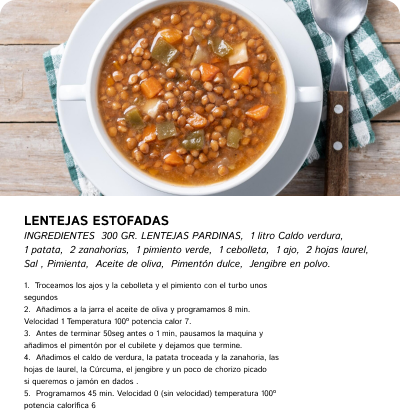 LENTEJAS ESTOFADAS
INGREDIENTES 300 GR. LENTEJAS PARDINAS, 1 litro Caldo verdura,
1 patata, 2 zanahorias, 1 pimiento verde, 1 cebolleta, 1 ajo, 2 hojas laurel,
Sal , Pimienta, Aceite de oliva, Pimentón dulce, Jengibre en polvo.
1. Troceamos los ajos y la cebolleta y el pimiento con el turbo unos
segundos
2. Añadimos a la jarra el aceite de oliva y programamos 8 min.
Velocidad 1 Temperatura 100º potencia calor 7.
3. Antes de terminar 50seg antes o 1 min, pausamos la maquina y
añadimos el pimentón por el cubilete y dejamos que termine.
4. Añadimos el caldo de verdura, la patata troceada y la zanahoria, las
hojas de laurel, la Cúrcuma, el jengibre y un poco de chorizo picado
si queremos o jamón en dados .
5. Programamos 45 min. Velocidad 0 (sin velocidad) temperatura 100º
potencia calorífica 6